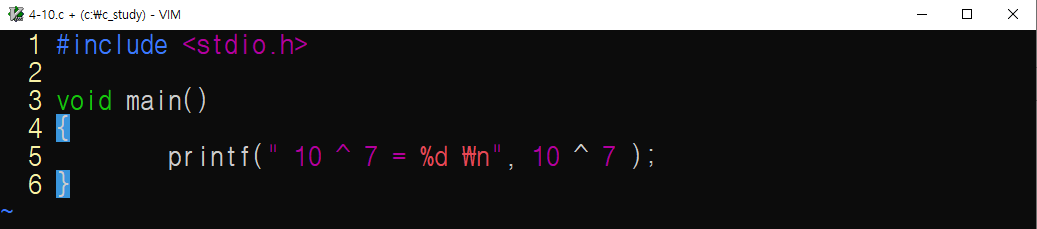 4-10.c + (c:₩c_study) - VIM
1 #include <stdio.h>
2
3 void main()
4 {
5         printf(" 10 ^ 7 = %d ₩n", 10 ^ 7 );
6 }
~